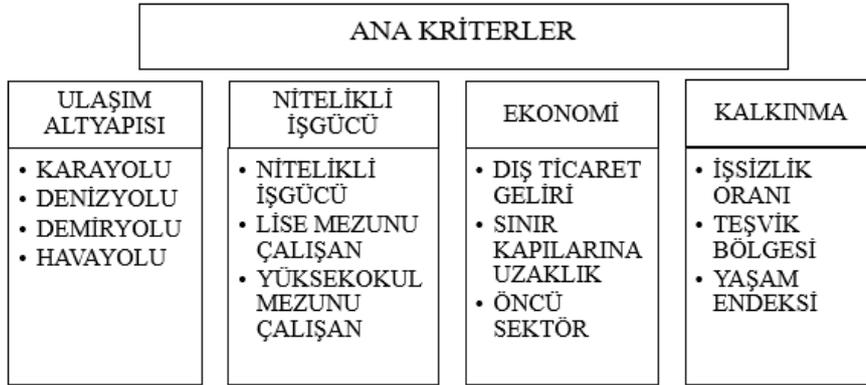 ANA KRİTERLER
ULAŞIM
ALTYAPISI
• KARAYOLU
• DENİZYOLU
• DEMİRYOLU
• HAVAYOLU
NİTELİKLİ
İŞGÜCÜ
• NİTELİKLİ
İŞGÜCÜ
• LİSE MEZUNU
ÇALIŞAN
• YÜKSEKOKUL
MEZUNU
ÇALIŞAN
EKONOMİ
• DIŞ TİCARET
GELİRİ
• SINIR
KAPILARINA
UZAKLIK
• ÖNCÜ
SEKTÖR
KALKINMA
• İŞSİZLİK
ORANI
• TEŞVİK
BÖLGESİ
• YAŞAM
ENDEKSİ